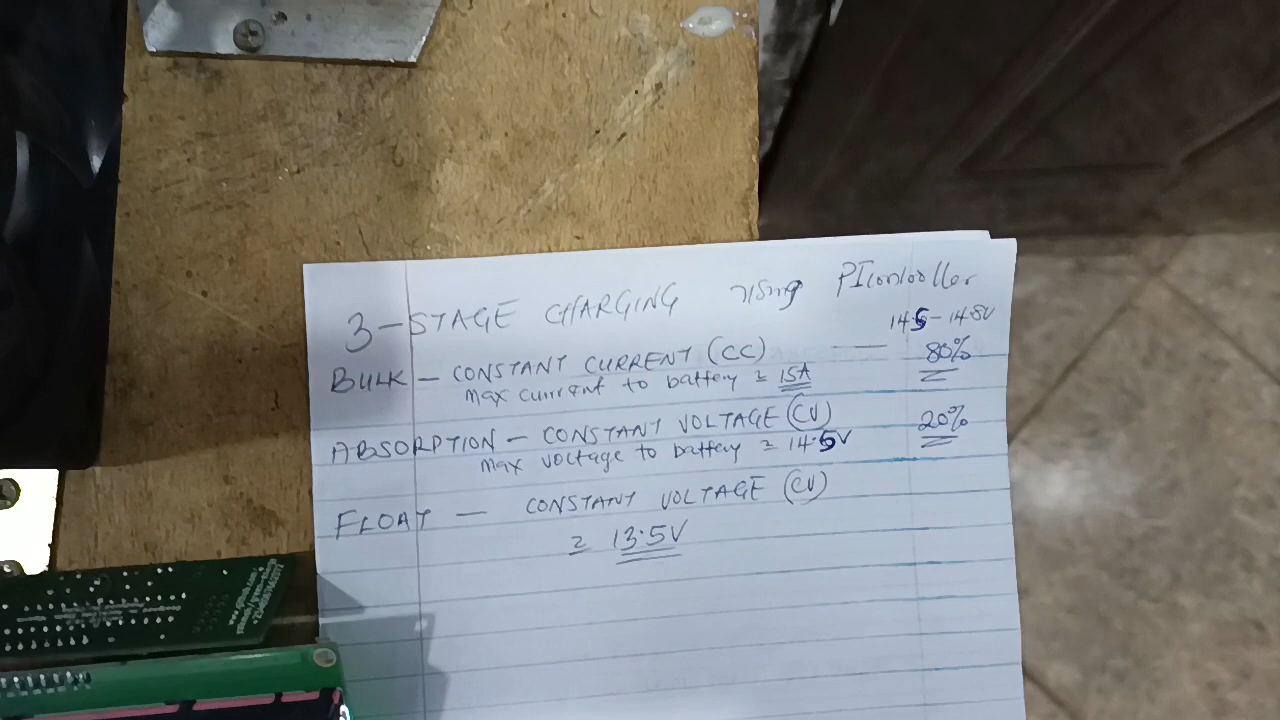 3-STAGE CHARGING using PIcontroller
14.5-14.8V
BULK - CONSTANT CURRENT (CC) — 80%
Max current to battery = 15A
ABSORPTION - CONSTANT VOLTAGE (CV) 20%
Max voltage to battery = 14.5V
FLOAT — CONSTANT VOLTAGE (CV)
= 13.5V